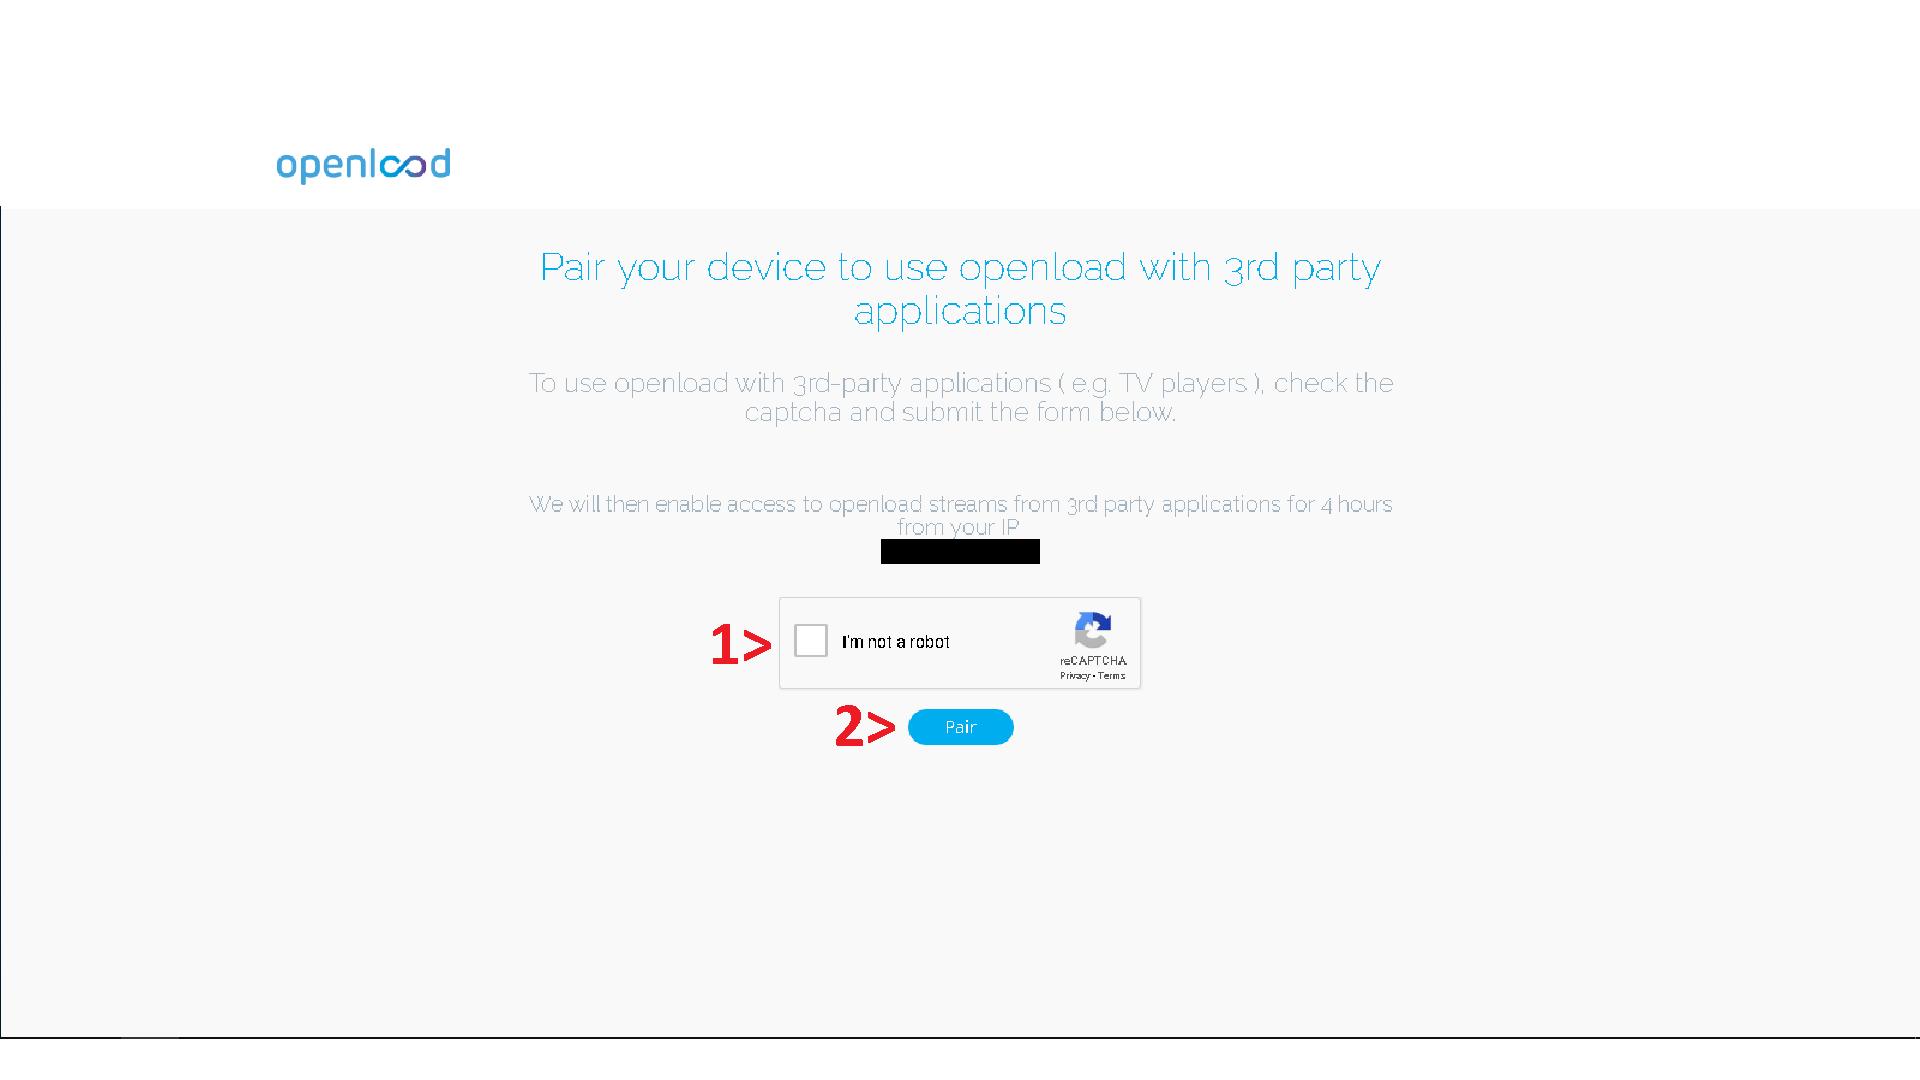 openload
Pair your device to use openload with 3rd party
applications
To use openload with 3rd-party applications ( e.g. TV players ), check the
captcha and submit the form below.
We will then enable access to openload streams from 3rd party applications for 4 hours
from your IP
1>
I'm not a robot
reCAPTCHA
Privacy • Terms
2>
Pair